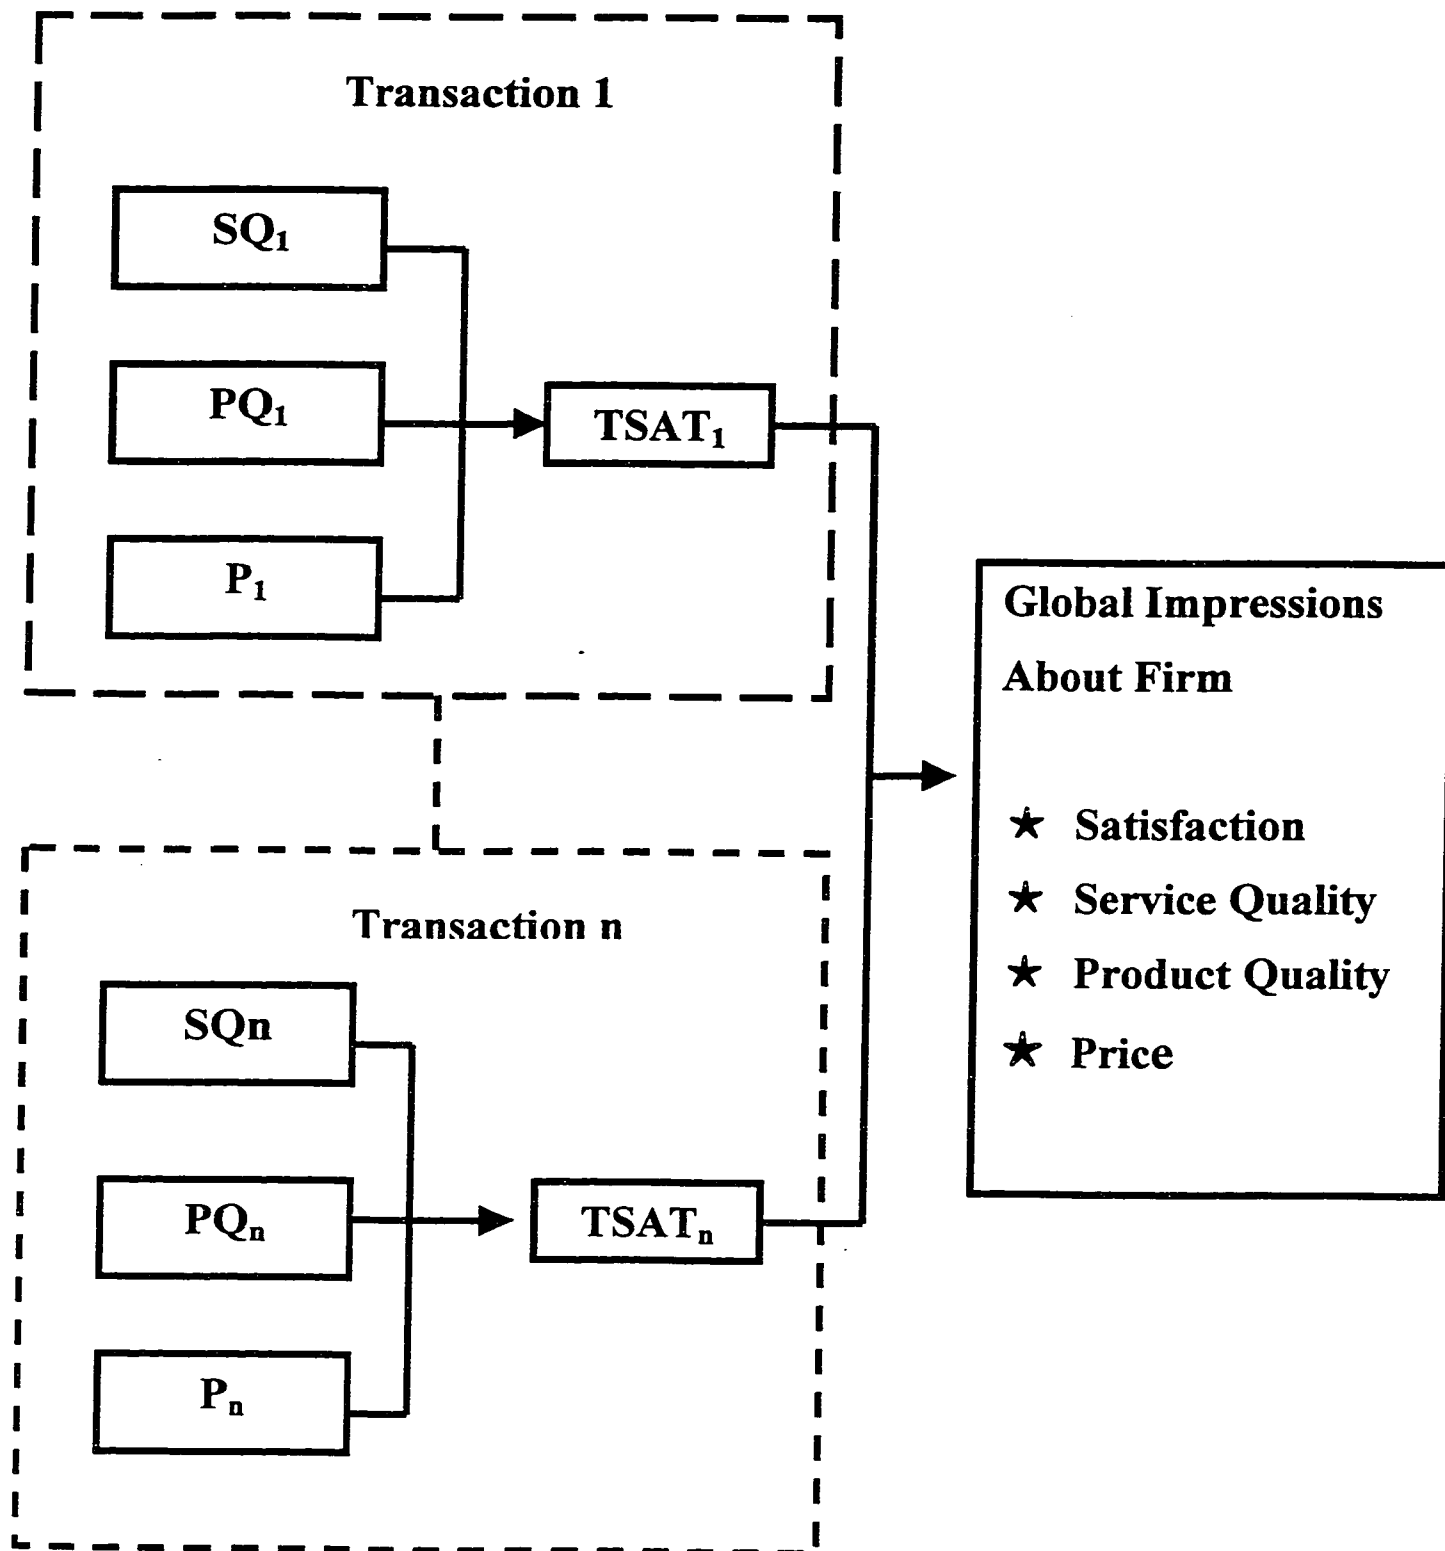 Transaction 1
SQ₁
PQ₁
TSAT₁
P₁
Global Impressions
About Firm
★ Satisfaction
★ Service Quality
★ Product Quality
★ Price
Transaction n
SQn
PQₙ
TSATₙ
Pₙ